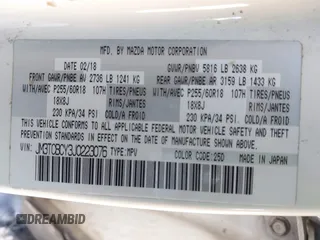 MFD. BY MAZDA MOTOR CORPORATION
DATE 02/18 GVWR/PNBV 5816 LB 2638 KG
FRONT GAWR/PNBE AV 2736 LB 1241 KG REAR GAWR/PNBE AR 3159 LB 1433 KG
WITH/AVEC P255/60R18 107H TIRES/PNEUS WITH/AVEC P255/60R18 107H TIRES/PNEUS
18X8J RIMS/JANTES 18X8J RIMS/JANTES
230 KPA/34 PSI COLD/A FROID 230 KPA/34 PSI COLD/A FROID
THIS VEHICLE CONFORMS TO ALL APPLICABLE FEDERAL MOTOR VEHICLE SAFETY, BUMPER, AND THEFT PREVENTION STANDARDS IN EFFECT ON THE DATE OF MANUFACTURE SHOWN ABOVE.
JM3TCBCY3J0223076 TYPE:MPV
COLOR CODE:25D MADE IN JAPAN
DREAMBID